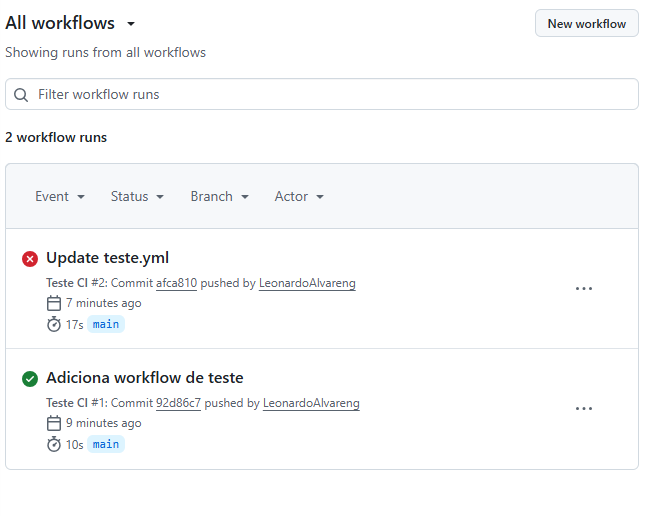 All workflows
New workflow
Showing runs from all workflows
Filter workflow runs
2 workflow runs
Event Status Branch Actor
Update teste.yml
Teste CI #2: Commit afca810 pushed by LeonardoAlvareng
7 minutes ago
17s main
Adiciona workflow de teste
Teste CI #1: Commit 92d86c7 pushed by LeonardoAlvareng
9 minutes ago
10s main